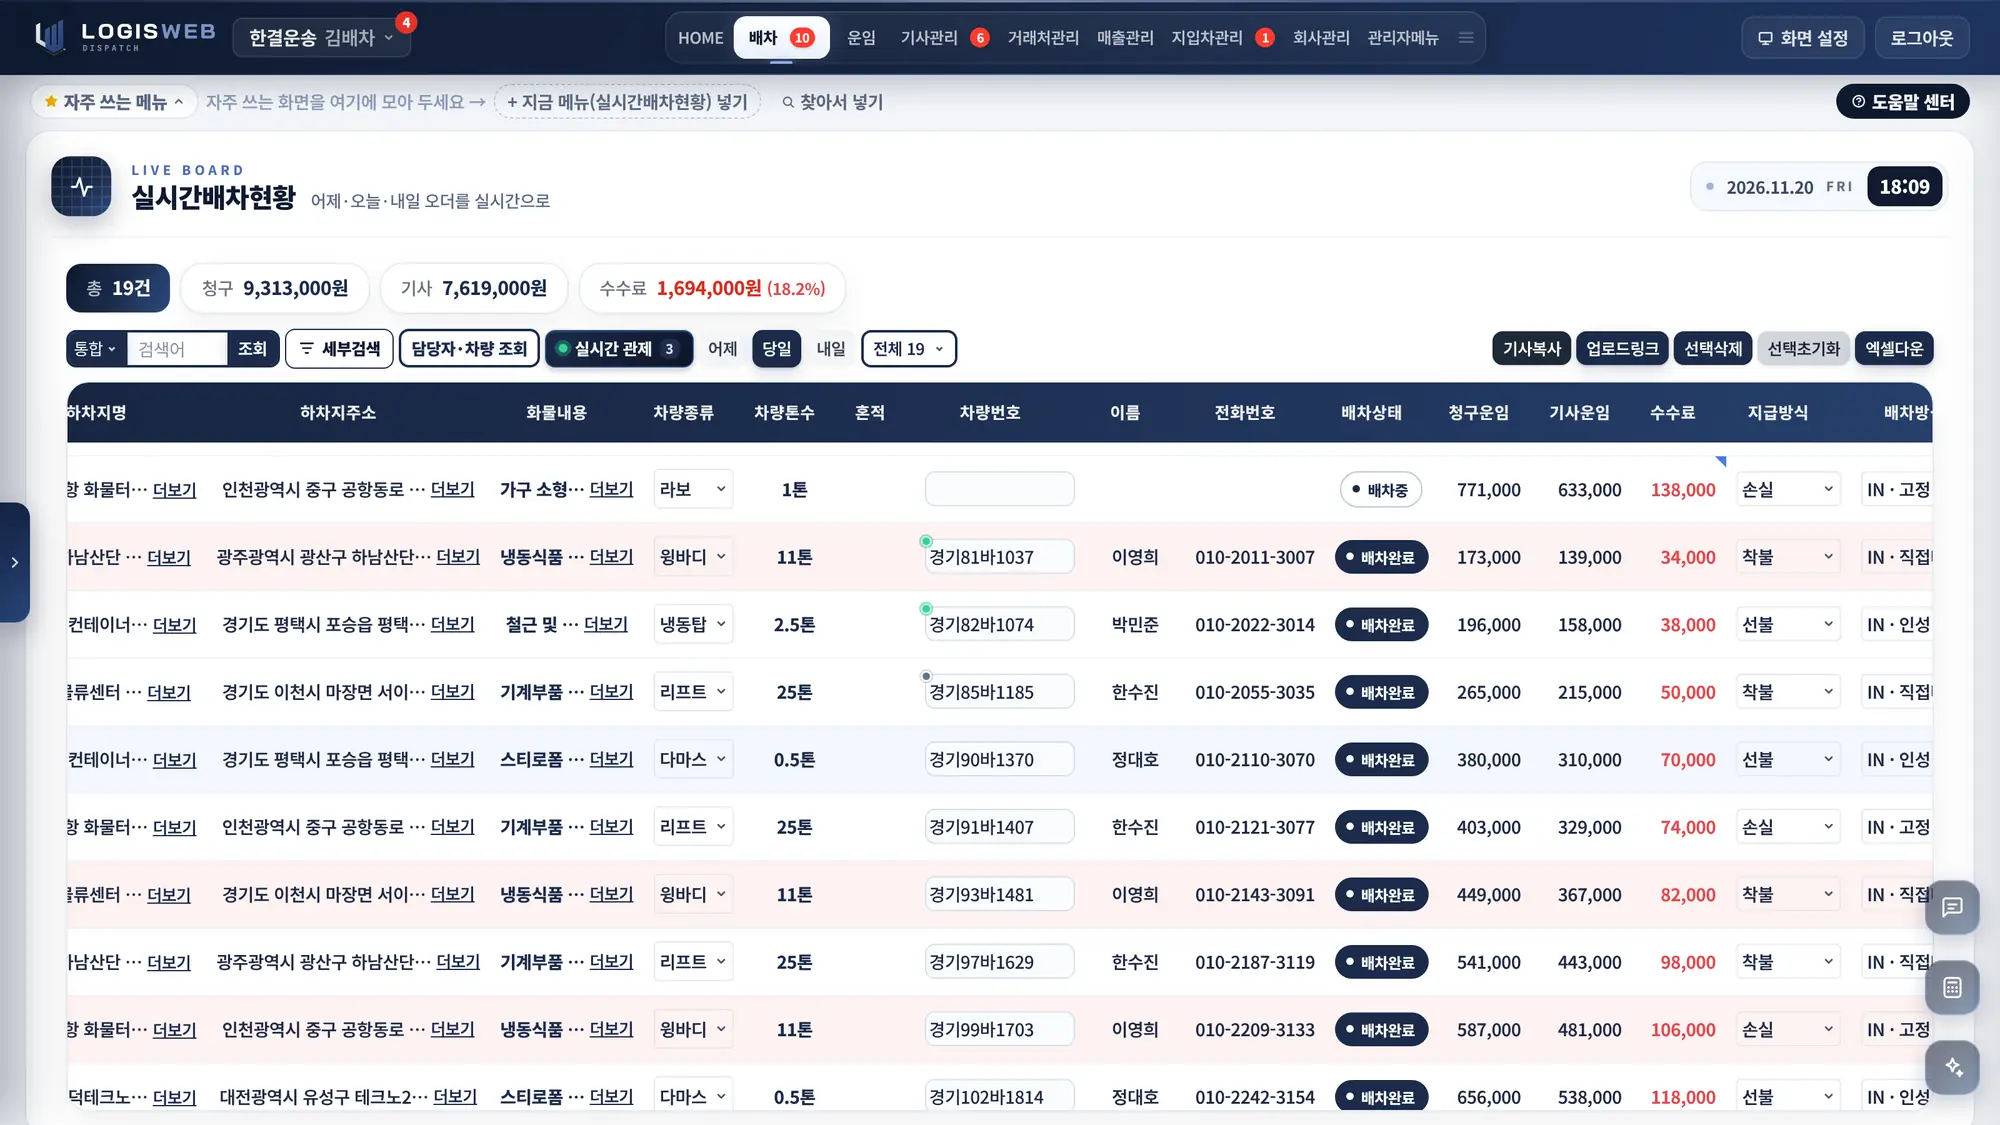 LOGISWEB
DISPATCH
한결운송 김배차
4
HOME 배차 10 운임 기사관리 6 거래처관리 매출관리 지입차관리 1 회사관리 관리자메뉴
화면 설정
로그아웃
자주 쓰는 메뉴
자주 쓰는 화면을 여기에 모아 두세요 →
+ 지금 메뉴(실시간배차현황) 넣기
찾아서 넣기
도움말 센터
LIVE BOARD
실시간배차현황 어제·오늘·내일 오더를 실시간으로
2026.11.20 FRI 18:09
총 19건
청구 9,313,000원
기사 7,619,000원
수수료 1,694,000원 (18.2%)
통합 검색어 조회 세부검색 담당자·차량 조회 실시간 관제 3 어제 당일 내일 전체 19
기사복사 업로드링크 선택삭제 선택초기화 엑셀다운
하차지명 하차지주소 화물내용 차량종류 차량톤수 혼적 차량번호 이름 전화번호 배차상태 청구운임 기사운임 수수료 지급방식 배차방
항 화물터··· 더보기 인천광역시 중구 공항동로 ··· 더보기 가구 소형··· 더보기 라보 1톤 배차중 771,000 633,000 138,000 손실 IN · 고정
하남산단 ··· 더보기 광주광역시 광산구 하남산단··· 더보기 냉동식품 ··· 더보기 윙바디 11톤 경기81바1037 이영희 010-2011-3007 배차완료 173,000 139,000 34,000 착불 IN · 직접
컨테이너··· 더보기 경기도 평택시 포승읍 평택··· 더보기 철근 및 ··· 더보기 냉동탑 2.5톤 경기82바1074 박민준 010-2022-3014 배차완료 196,000 158,000 38,000 선불 IN · 인성
물류센터 ··· 더보기 경기도 이천시 마장면 서이··· 더보기 기계부품 ··· 더보기 리프트 25톤 경기85바1185 한수진 010-2055-3035 배차완료 265,000 215,000 50,000 착불 IN · 직접
컨테이너··· 더보기 경기도 평택시 포승읍 평택··· 더보기 스티로폼 ··· 더보기 다마스 0.5톤 경기90바1370 정대호 010-2110-3070 배차완료 380,000 310,000 70,000 선불 IN · 인성
항 화물터··· 더보기 인천광역시 중구 공항동로 ··· 더보기 기계부품 ··· 더보기 리프트 25톤 경기91바1407 한수진 010-2121-3077 배차완료 403,000 329,000 74,000 손실 IN · 고정
물류센터 ··· 더보기 경기도 이천시 마장면 서이··· 더보기 냉동식품 ··· 더보기 윙바디 11톤 경기93바1481 이영희 010-2143-3091 배차완료 449,000 367,000 82,000 착불 IN · 직접
하남산단 ··· 더보기 광주광역시 광산구 하남산단··· 더보기 기계부품 ··· 더보기 리프트 25톤 경기97바1629 한수진 010-2187-3119 배차완료 541,000 443,000 98,000 착불 IN · 직접
항 화물터··· 더보기 인천광역시 중구 공항동로 ··· 더보기 냉동식품 ··· 더보기 윙바디 11톤 경기99바1703 이영희 010-2209-3133 배차완료 587,000 481,000 106,000 손실 IN · 고정
덕테크노··· 더보기 대전광역시 유성구 테크노2··· 더보기 스티로폼 ··· 더보기 다마스 0.5톤 경기102바1814 정대호 010-2242-3154 배차완료 656,000 538,000 118,000 선불 IN · 인성